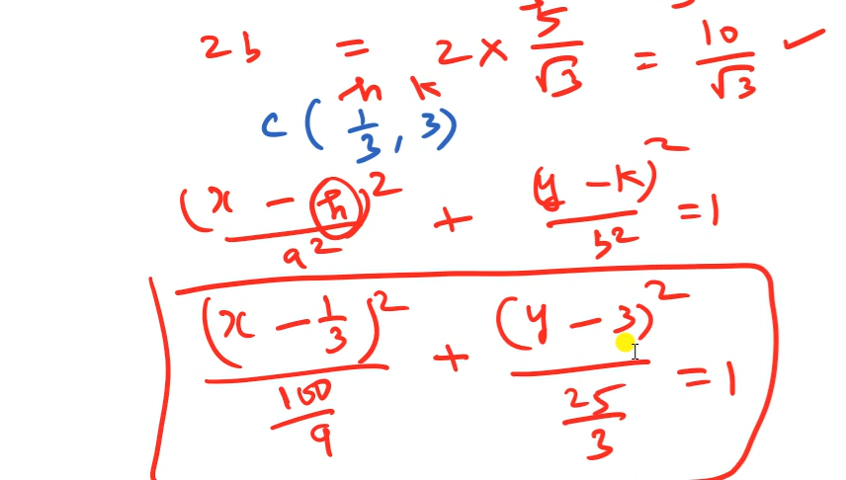 2b = 2 × 5/√3 = 10/√3 ✓
h k
C (1/3, 3)
(x - h)²/a² + (y - k)²/b² = 1
(x - 1/3)²/(100/9) + (y - 3)²/(25/3) = 1